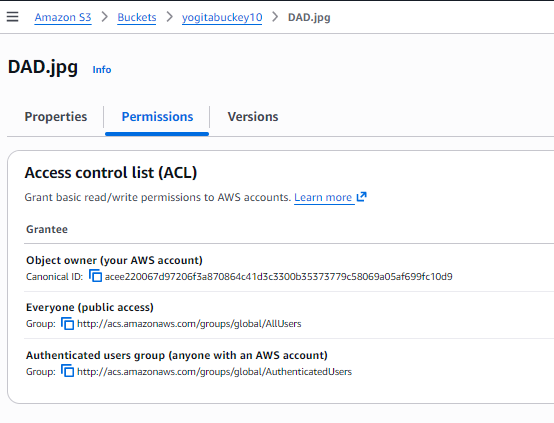 Amazon S3 > Buckets > yogitabuckey10 > DAD.jpg
DAD.jpg Info
Properties Permissions Versions
Access control list (ACL)
Grant basic read/write permissions to AWS accounts. Learn more
Grantee
Object owner (your AWS account)
Canonical ID: acee220067d97206f3a870864c41d3c3300b35373779c58069a05af699fc10d9
Everyone (public access)
Group: http://acs.amazonaws.com/groups/global/AllUsers
Authenticated users group (anyone with an AWS account)
Group: http://acs.amazonaws.com/groups/global/AuthenticatedUsers